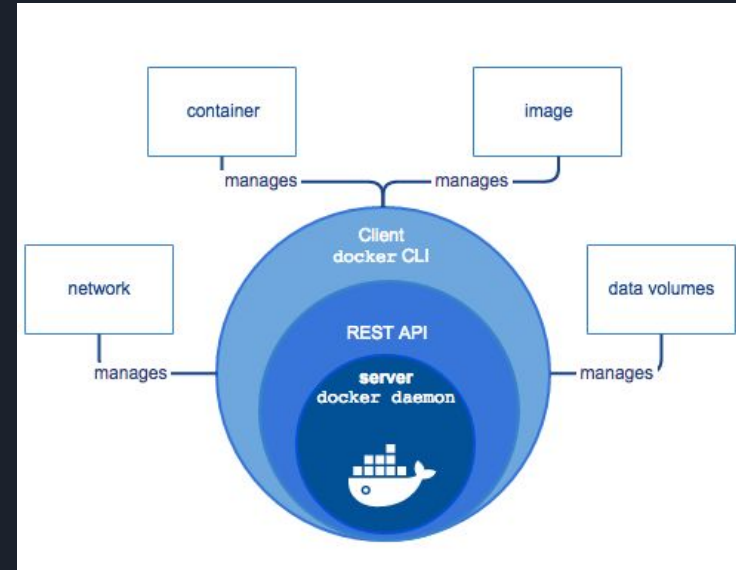 container
image
manages
manages
Client
docker CLI
network
data volumes
REST API
manages
manages
server
docker daemon